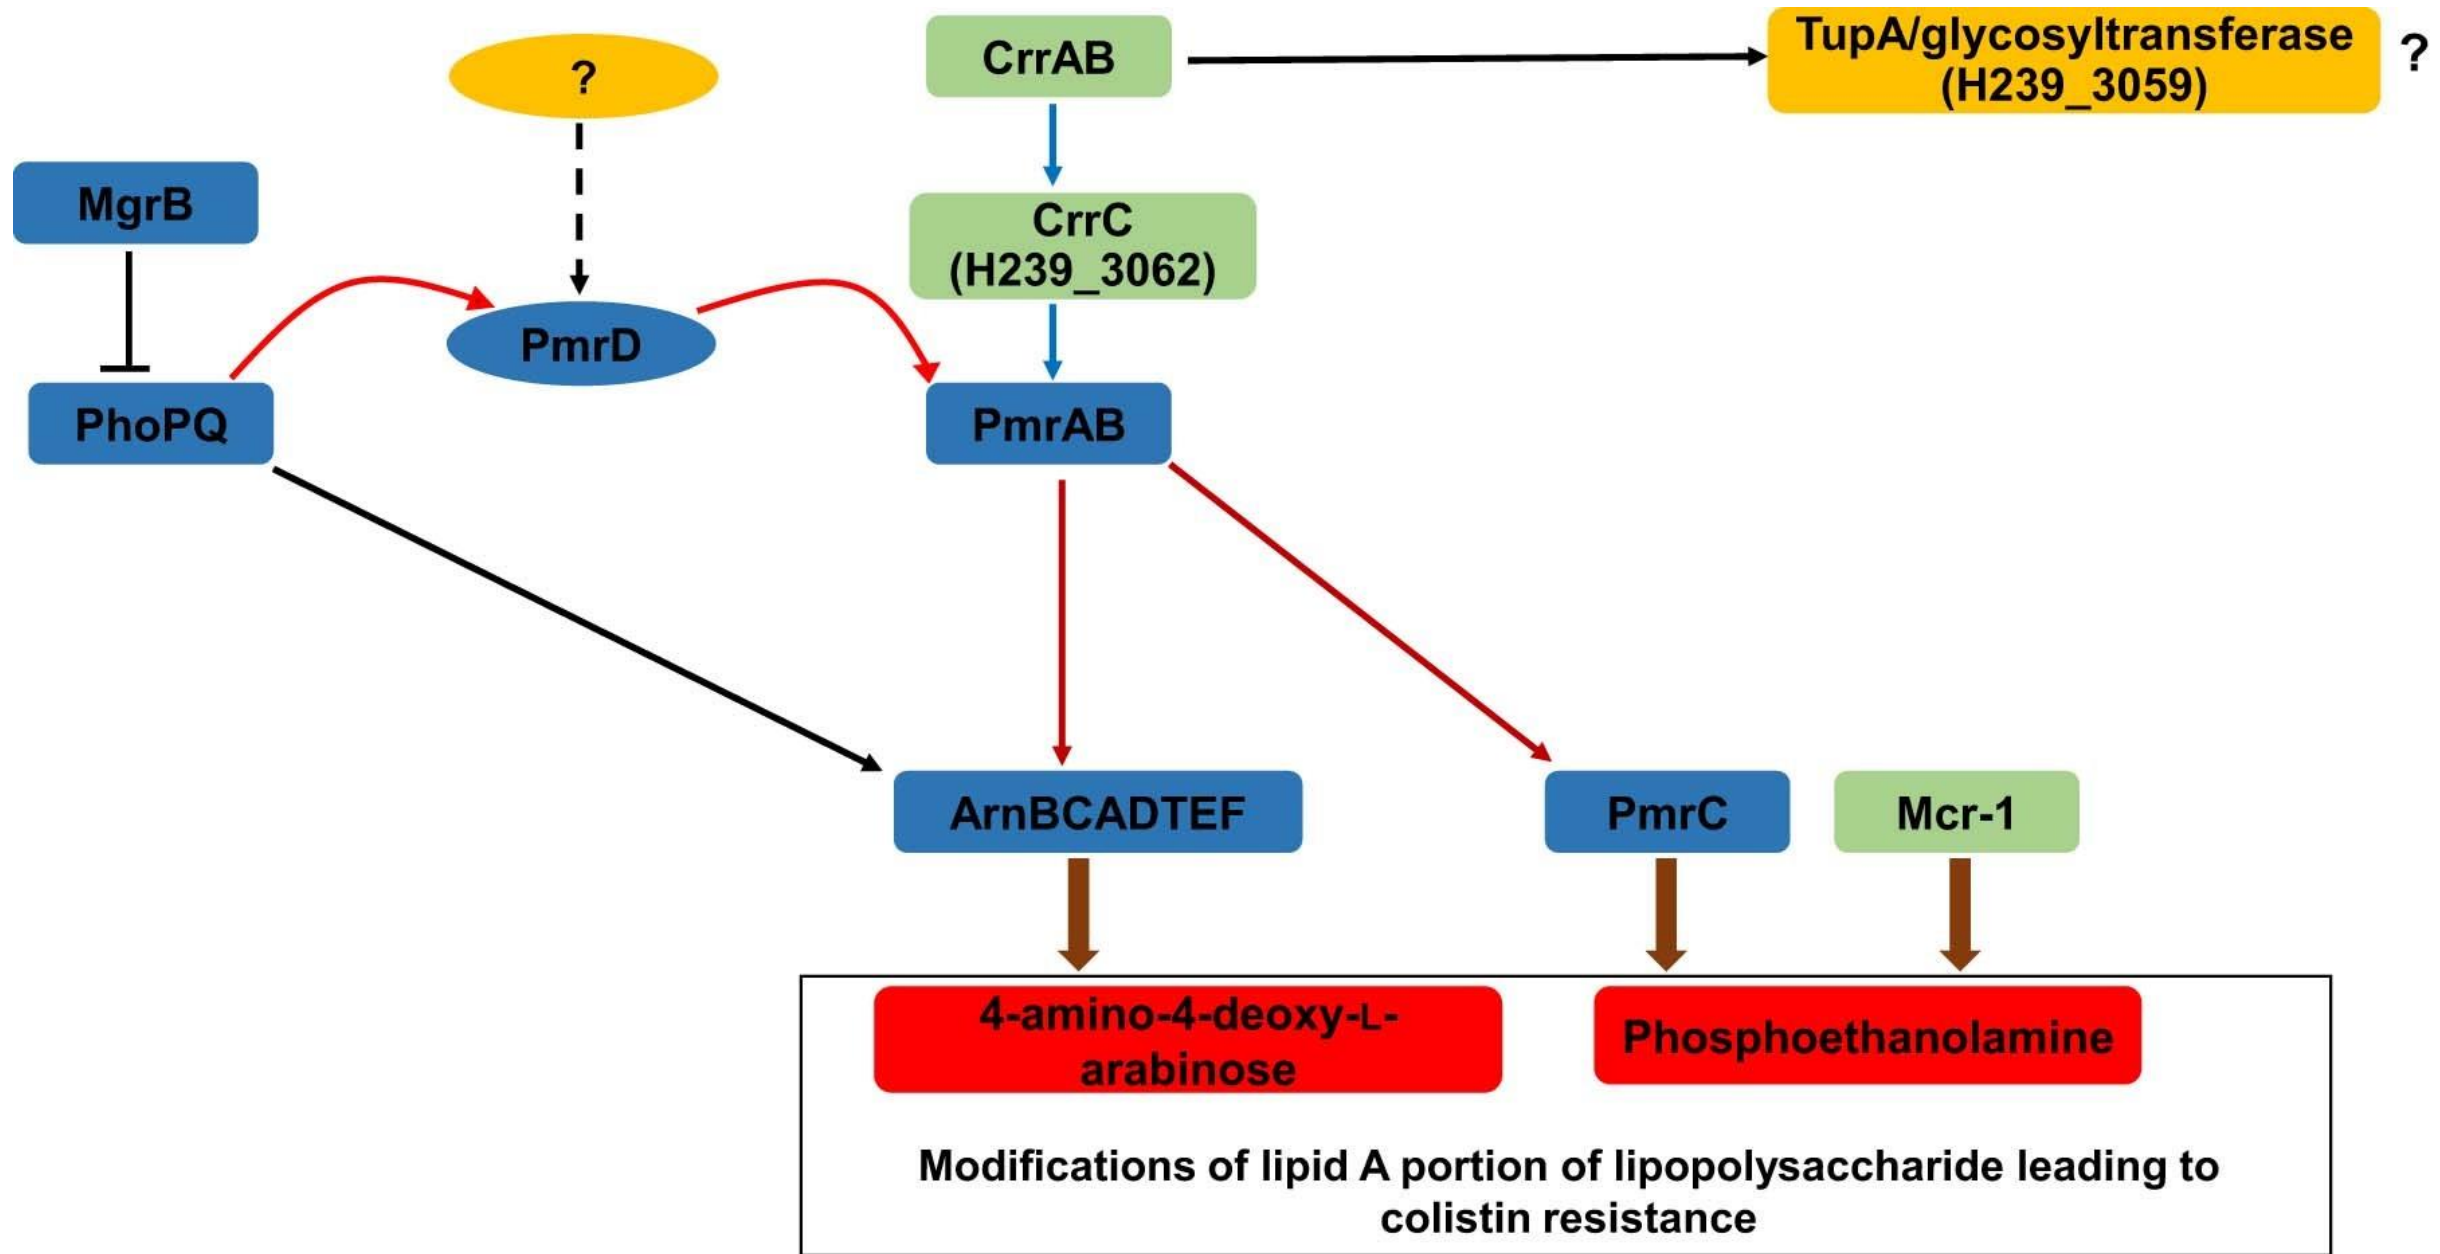 CrrAB
TupA/glycosyltransferase
(H239_3059)
?
?
MgrB
CrrC
(H239_3062)
PmrD
PhoPQ
PmrAB
ArnBCADTEF
PmrC
Mcr-1
4-amino-4-deoxy-L-
arabinose
Phosphoethanolamine
Modifications of lipid A portion of lipopolysaccharide leading to
colistin resistance